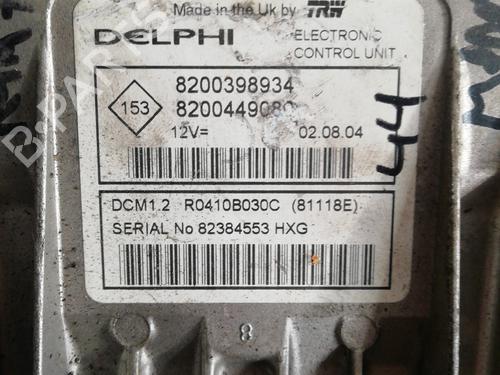 Made in the Uk by TRW
DELPHI
ELECTRONIC
CONTROL UNIT
8200398934
153
12V=
02.08.04
DCM1.2 R0410B030C (81118E)
SERIAL No 82384553 HXG
44
8